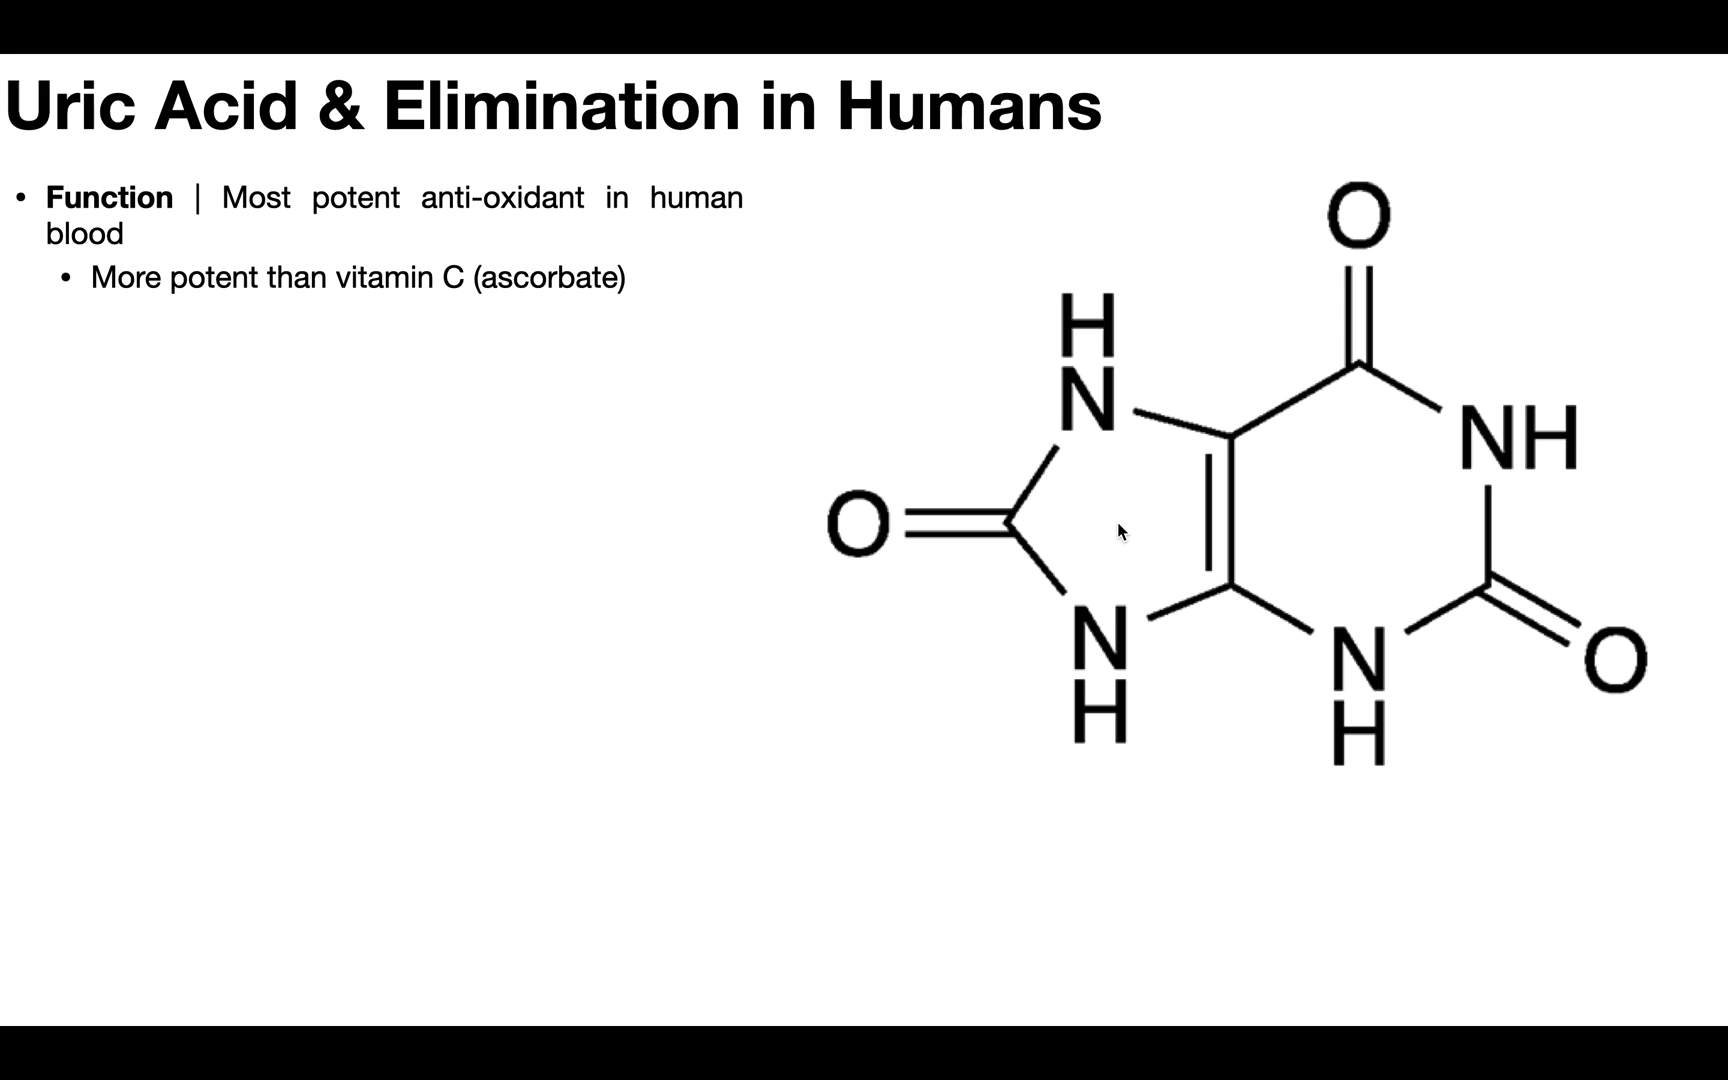 Uric Acid & Elimination in Humans
• Function | Most potent anti-oxidant in human
blood
• More potent than vitamin C (ascorbate)
O
H
N
NH
O
N
H
N
H
O